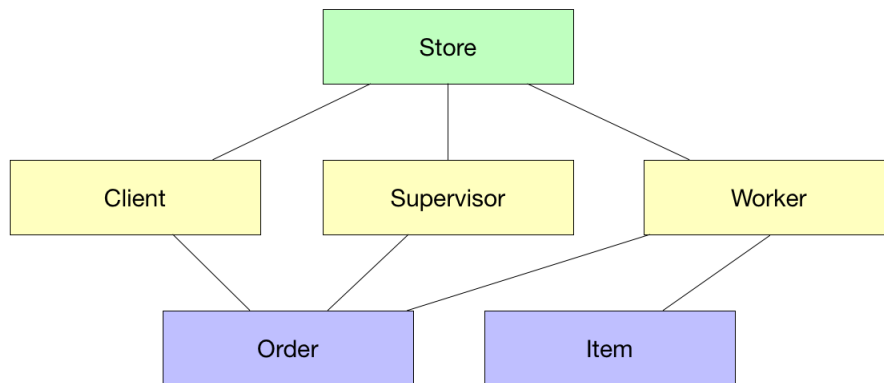 Store
Client
Supervisor
Worker
Order
Item